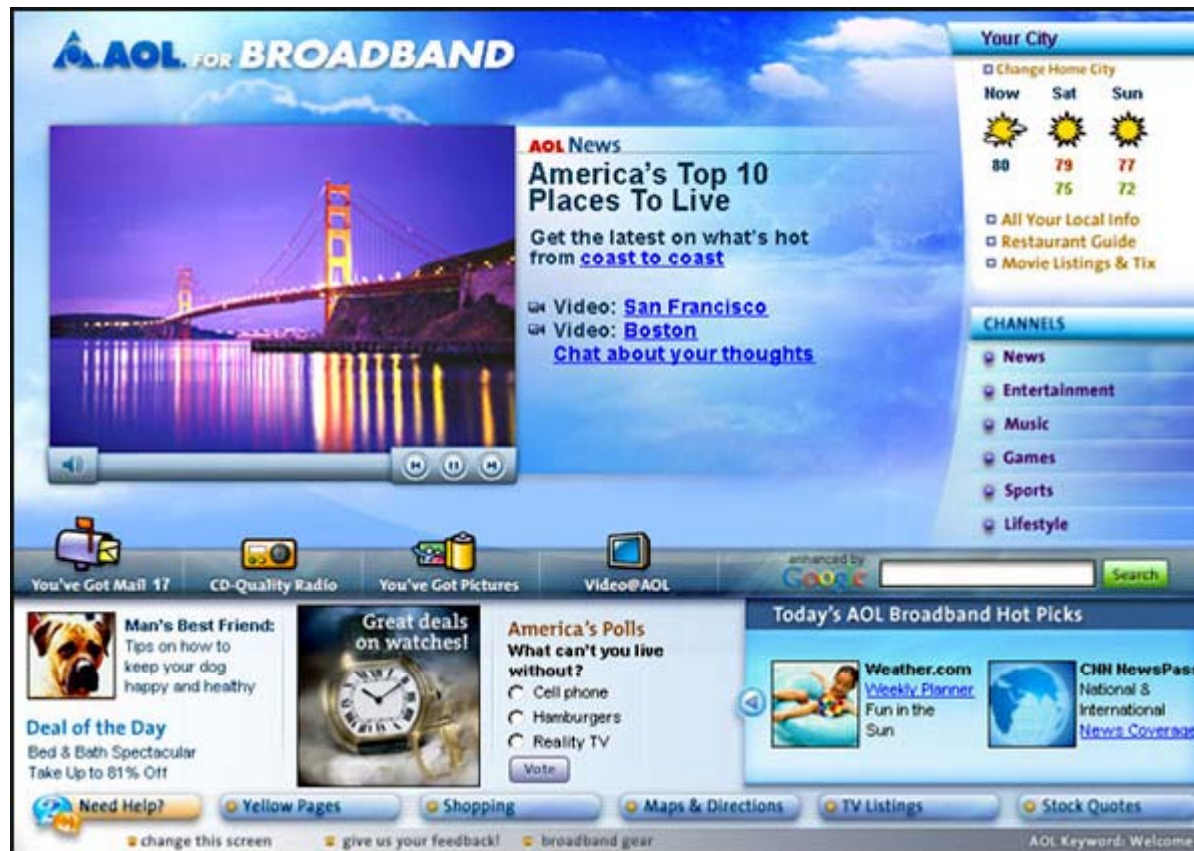 AOL FOR BROADBAND
AOL News
America's Top 10
Places To Live
Get the latest on what's hot
from coast to coast
Video: San Francisco
Video: Boston
Chat about your thoughts
Your City
Change Home City
Now Sat Sun
80 79 77
75 72
All Your Local Info
Restaurant Guide
Movie Listings & Tix
CHANNELS
News
Entertainment
Music
Games
Sports
Lifestyle
You've Got Mail 17
CD-Quality Radio
You've Got Pictures
Video@AOL
enhanced by
Google
Search
Man's Best Friend:
Tips on how to
keep your dog
happy and healthy
Deal of the Day
Bed & Bath Spectacular
Take Up to 81% Off
Great deals
on watches!
America's Polls
What can't you live
without?
Cell phone
Hamburgers
Reality TV
Vote
Today's AOL Broadband Hot Picks
Weather.com
Weekly Planner
Fun in the
Sun
CNN NewsPass
National &
International
News Coverage
Need Help?
Yellow Pages
Shopping
Maps & Directions
TV Listings
Stock Quotes
change this screen
give us your feedback!
broadband gear
AOL Keyword: Welcome